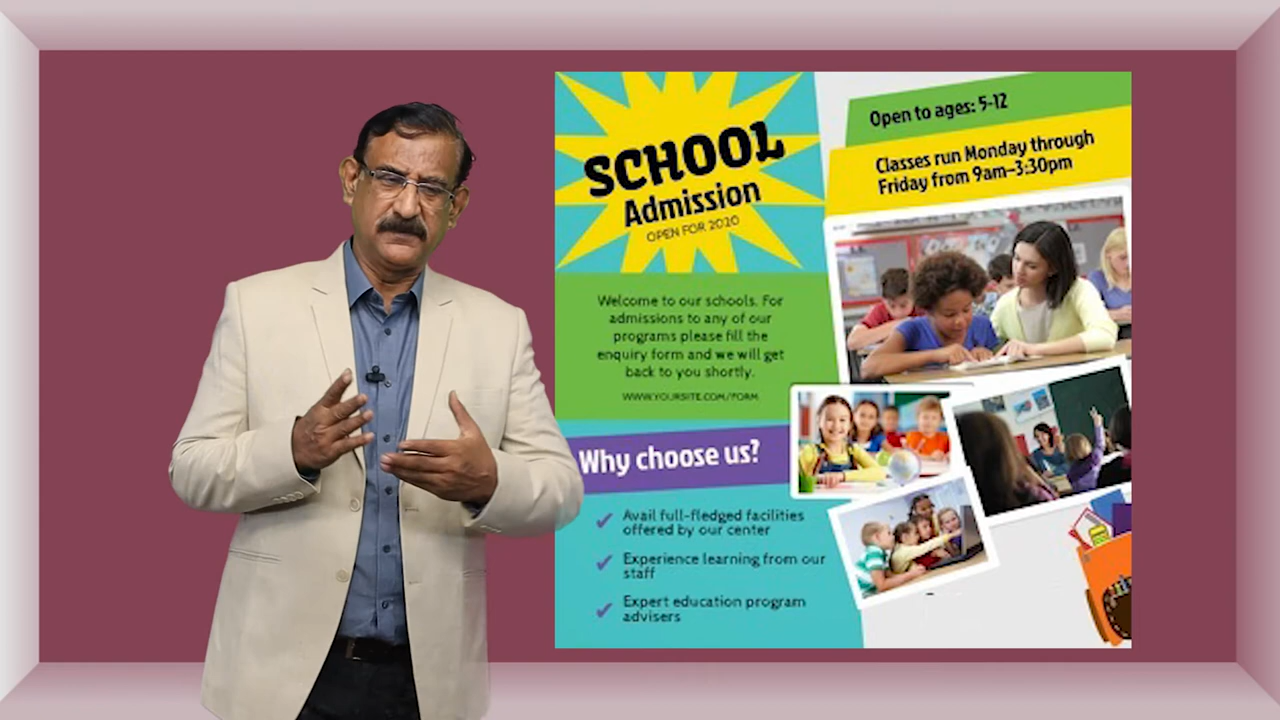 SCHOOL
Admission
OPEN FOR 2020
Welcome to our schools. For
admissions to any of our
programs please fill the
enquiry form and we will get
back to you shortly.
WWW.YOURSITE.COM/FORM
Why choose us?
✔ Avail full-fledged facilities
offered by our center
✔ Experience learning from our
staff
✔ Expert education program
advisers
Open to ages: 5-12
Classes run Monday through
Friday from 9am–3:30pm